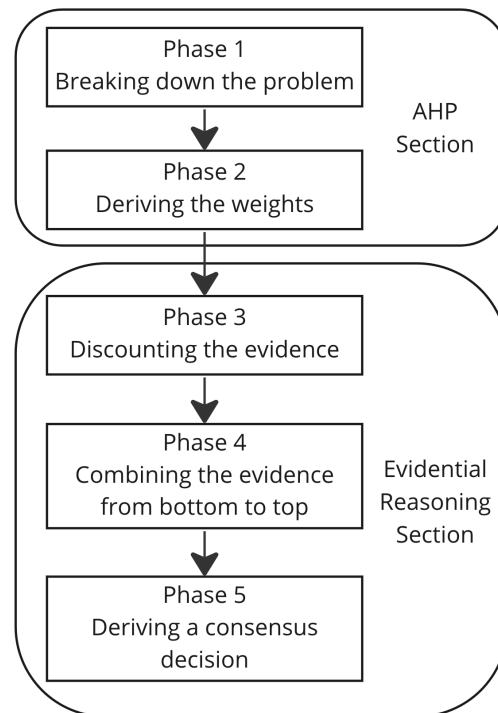 Phase 1
Breaking down the problem
AHP
Section
Phase 2
Deriving the weights
Phase 3
Discounting the evidence
Phase 4
Combining the evidence
from bottom to top
Evidential
Reasoning
Section
Phase 5
Deriving a consensus
decision